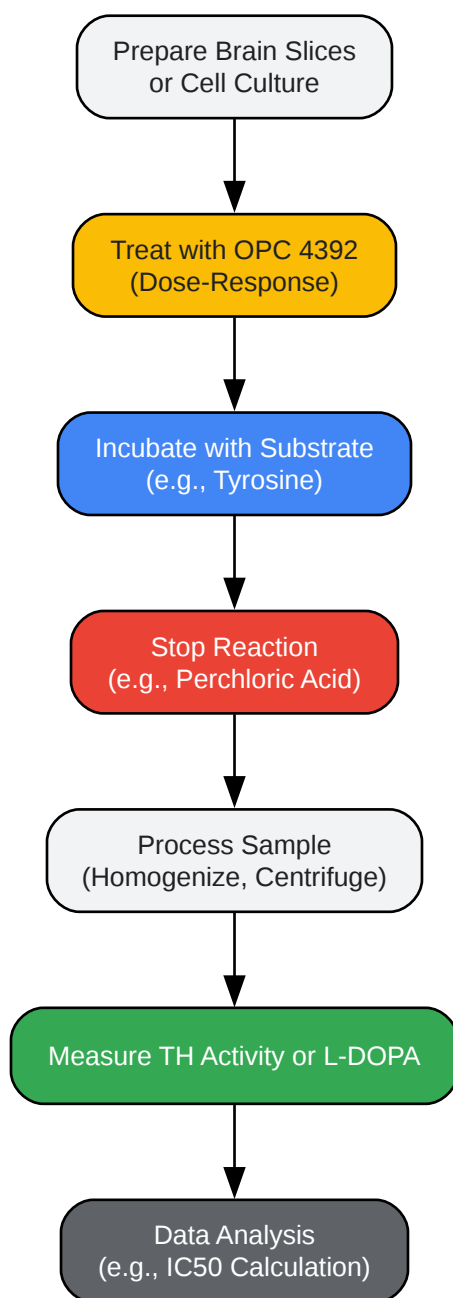 Prepare Brain Slices
or Cell Culture
Treat with OPC 4392
(Dose-Response)
Incubate with Substrate
(e.g., Tyrosine)
Stop Reaction
(e.g., Perchloric Acid)
Process Sample
(Homogenize, Centrifuge)
Measure TH Activity or L-DOPA
Data Analysis
(e.g., IC50 Calculation)